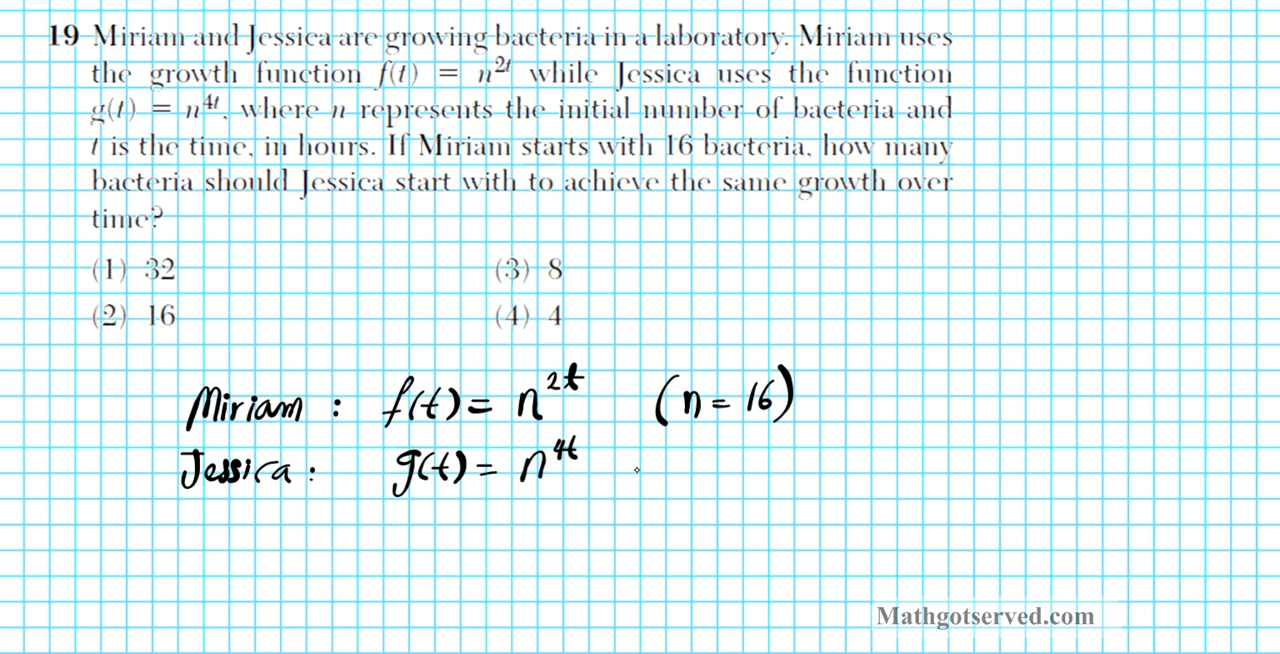 19 Miriam and Jessica are growing bacteria in a laboratory. Miriam uses
the growth function f(t) = n^{2t} while Jessica uses the function
g(t) = n^{4t}, where n represents the initial number of bacteria and
t is the time, in hours. If Miriam starts with 16 bacteria, how many
bacteria should Jessica start with to achieve the same growth over
time?
(1) 32 (3) 8
(2) 16 (4) 4
Miriam : f(t) = n^{2t} (n = 16)
Jessica : g(t) = n^{4t}
Mathgotserved.com